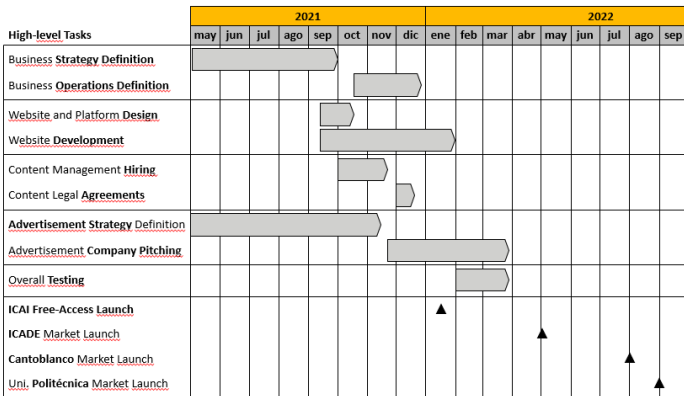 2021 2022
High-level Tasks may jun jul ago sep oct nov dic ene feb mar abr may jun jul ago sep
Business Strategy Definition
Business Operations Definition
Website and Platform Design
Website Development
Content Management Hiring
Content Legal Agreements
Advertisement Strategy Definition
Advertisement Company Pitching
Overall Testing
ICAI Free-Access Launch
ICADE Market Launch
Cantoblanco Market Launch
Uni. Politécnica Market Launch